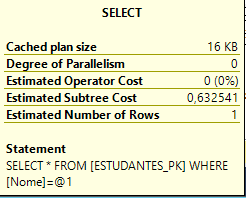 SELECT
Cached plan size 16 KB
Degree of Parallelism 0
Estimated Operator Cost 0 (0%)
Estimated Subtree Cost 0,632541
Estimated Number of Rows 1
Statement
SELECT * FROM [ESTUDANTES_PK] WHERE
[Nome]=@1